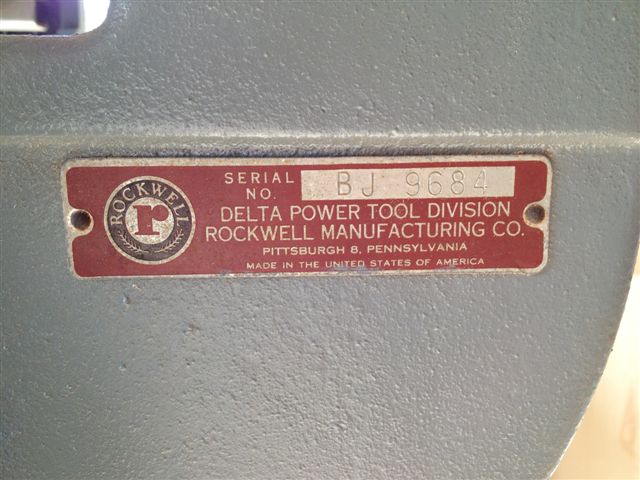 ROCKWELL
r
SERIAL
NO. BJ 9684
DELTA POWER TOOL DIVISION
ROCKWELL MANUFACTURING CO.
PITTSBURGH 8, PENNSYLVANIA
MADE IN THE UNITED STATES OF AMERICA